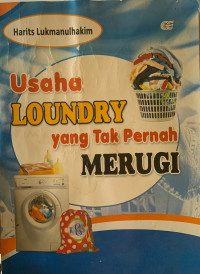 Harits Lukmanulhakim
Usaha
LOUNDRY
yang Tak Pernah
MERUGI